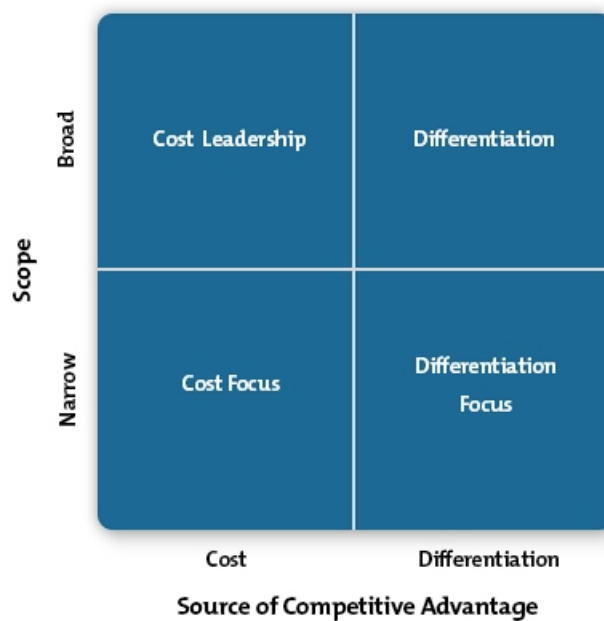 Broad
Cost Leadership
Differentiation
Scope
Narrow
Cost Focus
Differentiation
Focus
Cost
Differentiation
Source of Competitive Advantage